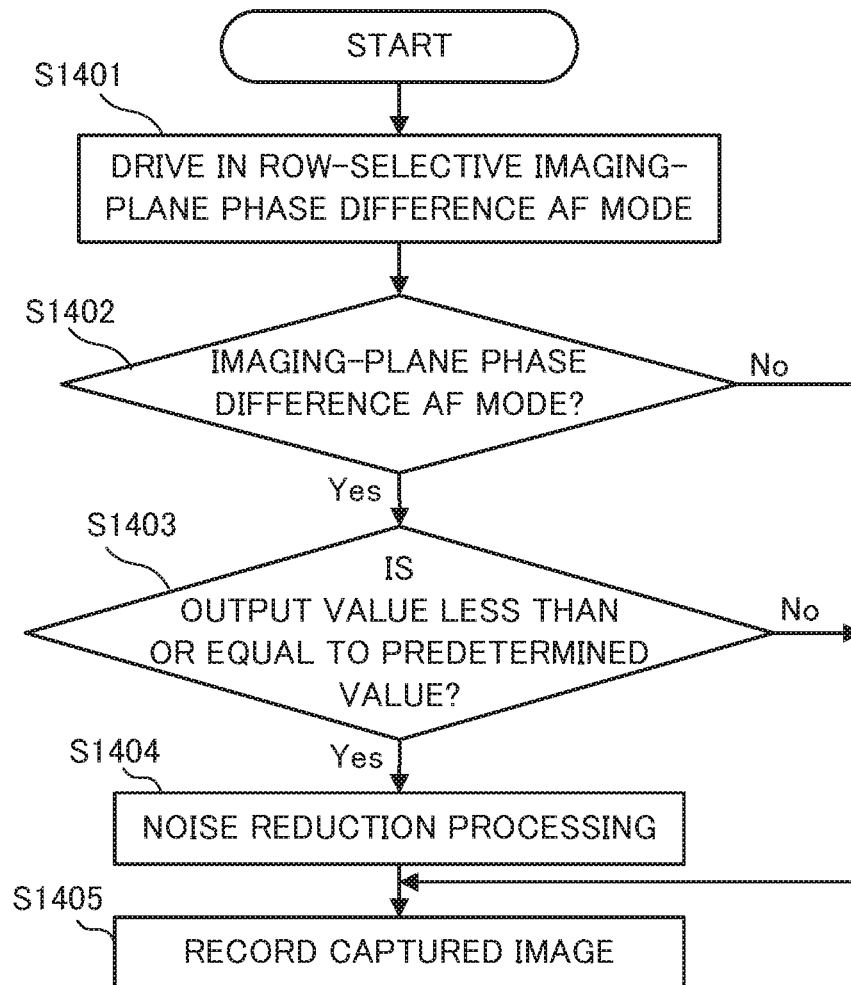 START
S1401
DRIVE IN ROW-SELECTIVE IMAGING-
PLANE PHASE DIFFERENCE AF MODE
S1402
IMAGING-PLANE PHASE
DIFFERENCE AF MODE?
No
Yes
S1403
IS
OUTPUT VALUE LESS THAN
OR EQUAL TO PREDETERMINED
VALUE?
No
Yes
S1404
NOISE REDUCTION PROCESSING
S1405
RECORD CAPTURED IMAGE